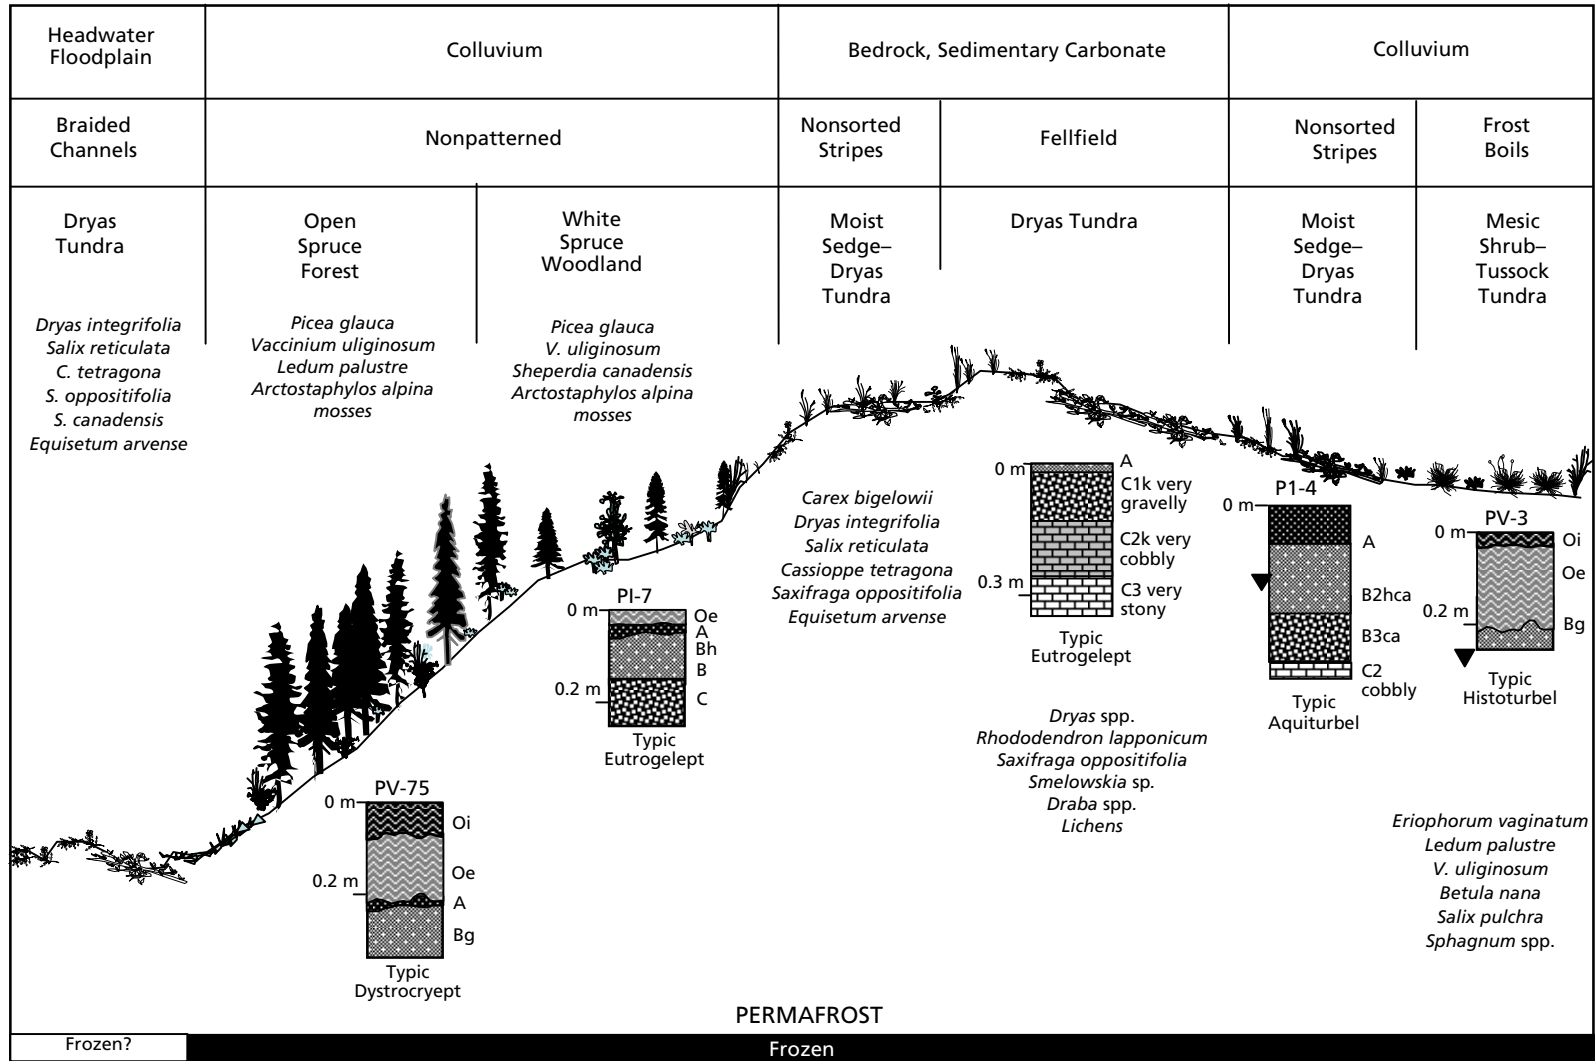 Headwater
Floodplain
Colluvium
Bedrock, Sedimentary Carbonate
Colluvium
Braided
Channels
Nonpatterned
Nonsorted
Stripes
Fellfield
Nonsorted
Stripes
Frost
Boils
Dryas
Tundra
Open
Spruce
Forest
White
Spruce
Woodland
Moist
Sedge–
Dryas
Tundra
Dryas Tundra
Moist
Sedge–
Dryas
Tundra
Mesic
Shrub–
Tussock
Tundra
Dryas integrifolia
Salix reticulata
C. tetragona
S. oppositifolia
S. canadensis
Equisetum arvense
Picea glauca
Vaccinium uliginosum
Ledum palustre
Arctostaphylos alpina
mosses
Picea glauca
V. uliginosum
Sheperdia canadensis
Arctostaphylos alpina
mosses
Carex bigelowii
Dryas integrifolia
Salix reticulata
Cassioppe tetragona
Saxifraga oppositifolia
Equisetum arvense
0 m
A
C1k very
gravelly
C2k very
cobbly
0.3 m
C3 very
stony
Typic
Eutrogelept
Dryas spp.
Rhododendron lapponicum
Saxifraga oppositifolia
Smelowskia sp.
Draba spp.
Lichens
P1-4
0 m
A
B2hca
B3ca
C2
cobbly
Typic
Aquiturbel
PV-3
0 m
Oi
Oe
0.2 m
Bg
Typic
Histoturbel
Eriophorum vaginatum
Ledum palustre
V. uliginosum
Betula nana
Salix pulchra
Sphagnum spp.
PI-7
0 m
Oe
A
Bh
B
0.2 m
C
Typic
Eutrogelept
PV-75
0 m
Oi
Oe
0.2 m
A
Bg
Typic
Dystrocryept
PERMAFROST
Frozen?
Frozen